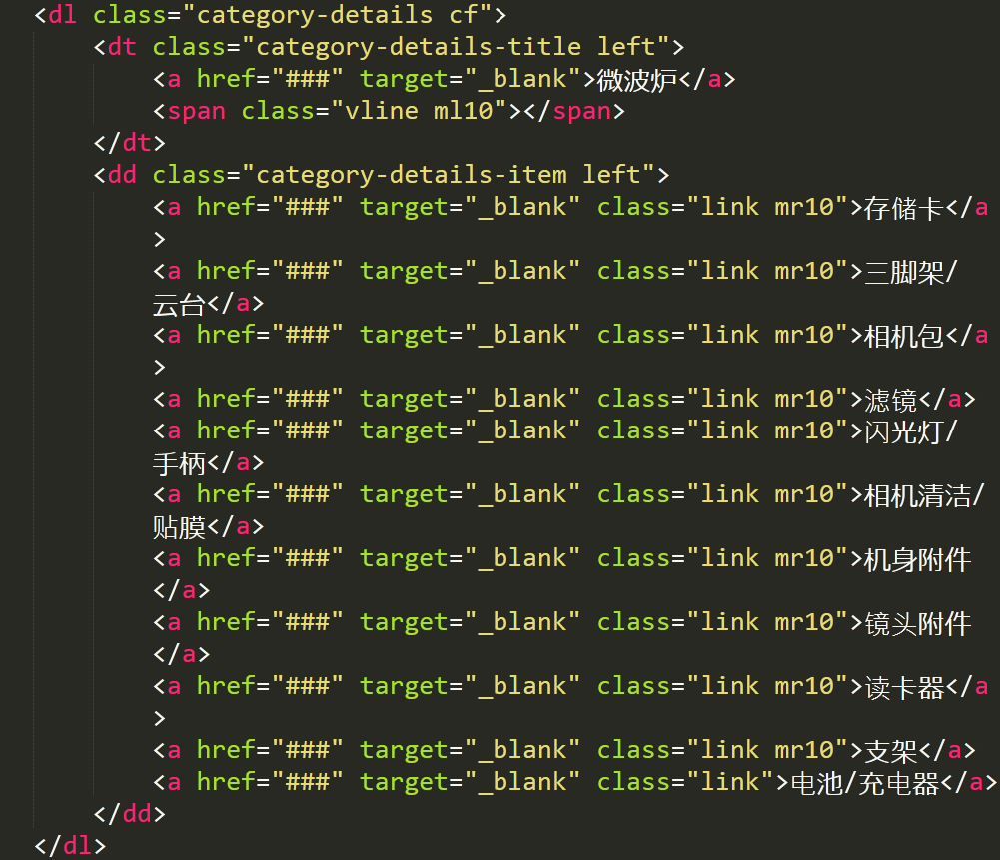 <dl class="category-details cf">
<dt class="category-details-title left">
<a href="###" target="_blank">微波炉</a>
<span class="vline ml10"></span>
</dt>
<dd class="category-details-item left">
<a href="###" target="_blank" class="link mr10">存储卡</a
>
<a href="###" target="_blank" class="link mr10">三脚架/
云台</a>
<a href="###" target="_blank" class="link mr10">相机包</a
>
<a href="###" target="_blank" class="link mr10">滤镜</a>
<a href="###" target="_blank" class="link mr10">闪光灯/
手柄</a>
<a href="###" target="_blank" class="link mr10">相机清洁/
贴膜</a>
<a href="###" target="_blank" class="link mr10">机身附件
</a>
<a href="###" target="_blank" class="link mr10">镜头附件
</a>
<a href="###" target="_blank" class="link mr10">读卡器</a
>
<a href="###" target="_blank" class="link mr10">支架</a>
<a href="###" target="_blank" class="link">电池/充电器</a>
</dd>
</dl>